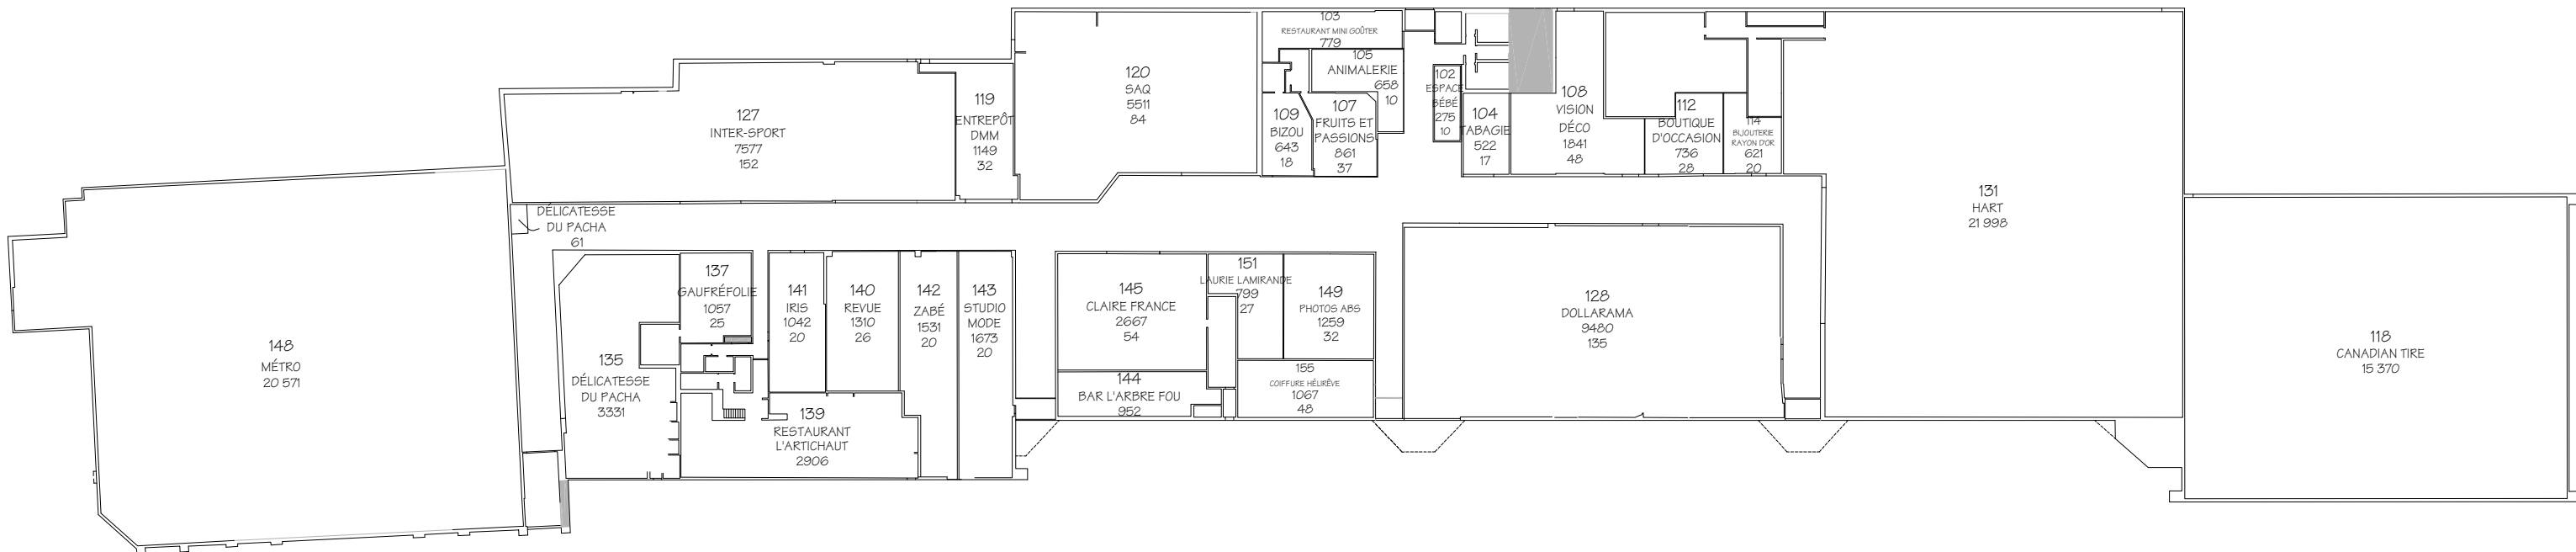 103
RESTAURANT MINI GOÛTER
779
105
ANIMALERIE
658
10
102
ESPACE
BÉBÉ
275
10
104
TABAGIE
522
17
108
VISION
DÉCO
1841
48
112
BOUTIQUE
D'OCCASION
736
28
114
BIJOUTERIE
RAYON D'OR
621
20
120
SAQ
5511
84
109
BIZOU
643
18
107
FRUITS ET
PASSIONS
861
37
119
ENTREPÔT
DMM
1149
32
127
INTER-SPORT
7577
152
131
HART
21 998
DÉLICATESSE
DU PACHA
61
148
MÉTRO
20 571
135
DÉLICATESSE
DU PACHA
3331
137
GAUFRÉFOLIE
1057
25
141
IRIS
1042
20
140
REVUE
1310
26
142
ZABÉ
1531
20
143
STUDIO
MODE
1673
20
139
RESTAURANT
L'ARTICHAUT
2906
145
CLAIRE FRANCE
2667
54
151
LAURIE LAMIRANDE
799
27
149
PHOTOS ABS
1259
32
144
BAR L'ARBRE FOU
952
155
COIFFURE HÉLIRÊVE
1067
48
128
DOLLARAMA
9480
135
118
CANADIAN TIRE
15 370